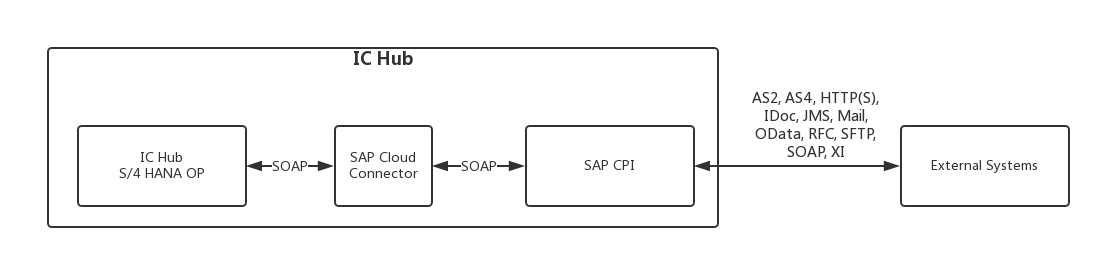 IC Hub
IC Hub
S/4 HANA OP
SOAP
SAP Cloud
Connector
SOAP
SAP CPI
AS2, AS4, HTTP(S),
IDoc, JMS, Mail,
OData, RFC, SFTP,
SOAP, XI
External Systems